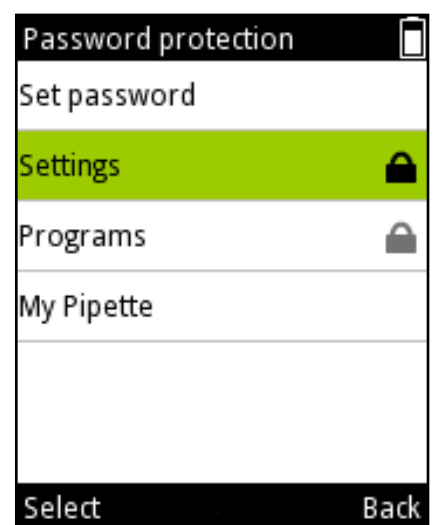 Password protection
Set password
Settings
Programs
My Pipette
Select Back